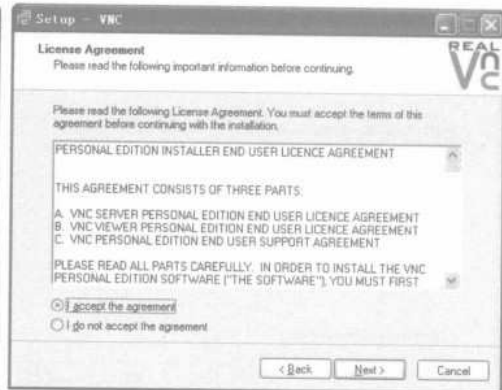 Setup - VNC
License Agreement
Please read the following important information before continuing.
REAL
VNC
Please read the following License Agreement. You must accept the terms of this
agreement before continuing with the installation.
PERSONAL EDITION INSTALLER END USER LICENCE AGREEMENT
THIS AGREEMENT CONSISTS OF THREE PARTS:
A. VNC SERVER PERSONAL EDITION END USER LICENCE AGREEMENT
B. VNC VIEWER PERSONAL EDITION END USER LICENCE AGREEMENT
C. VNC PERSONAL EDITION END USER SUPPORT AGREEMENT
PLEASE READ ALL PARTS CAREFULLY. IN ORDER TO INSTALL THE VNC
PERSONAL EDITION SOFTWARE ("THE SOFTWARE"), YOU MUST FIRST
I accept the agreement
I do not accept the agreement
< Back
Next >
Cancel